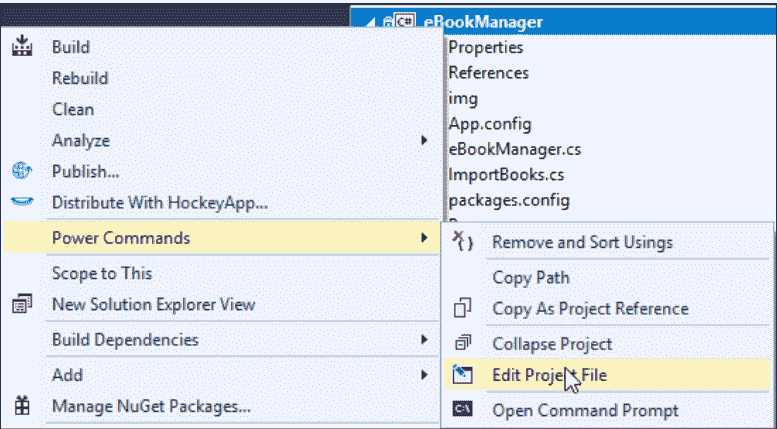 C# eBookManager
Properties
References
img
App.config
eBookManager.cs
ImportBooks.cs
packages.config
Build
Rebuild
Clean
Analyze
Publish...
Distribute With HockeyApp...
Power Commands
Scope to This
New Solution Explorer View
Build Dependencies
Add
Manage NuGet Packages...
Remove and Sort Usings
Copy Path
Copy As Project Reference
Collapse Project
Edit Project File
C:\ Open Command Prompt